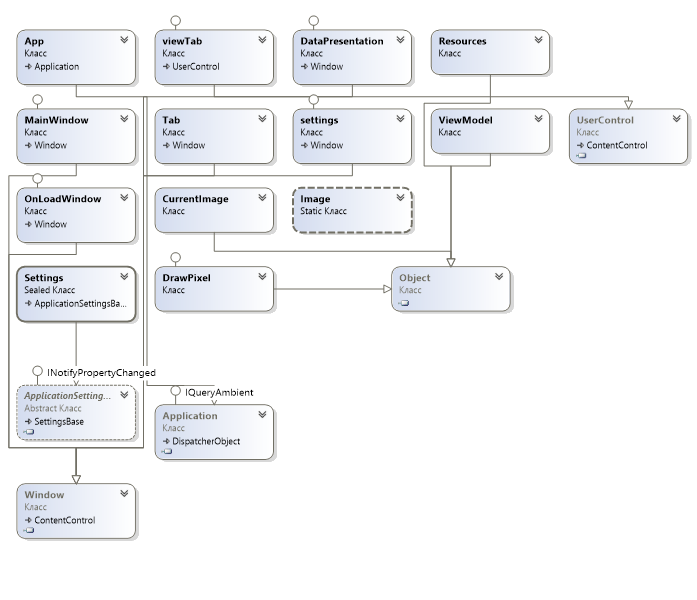 App
Класс
Application
viewTab
Класс
UserControl
DataPresentation
Класс
Window
Resources
Класс
MainWindow
Класс
Window
Tab
Класс
Window
settings
Класс
Window
ViewModel
Класс
UserControl
Класс
ContentControl
OnLoadWindow
Класс
Window
CurrentImage
Класс
Image
Static Класс
Settings
Sealed Класс
ApplicationSettingsBa...
DrawPixel
Класс
Object
Класс
INotifyPropertyChanged
ApplicationSetting...
Abstract Класс
SettingsBase
IQueryAmbient
Application
Класс
DispatcherObject
Window
Класс
ContentControl